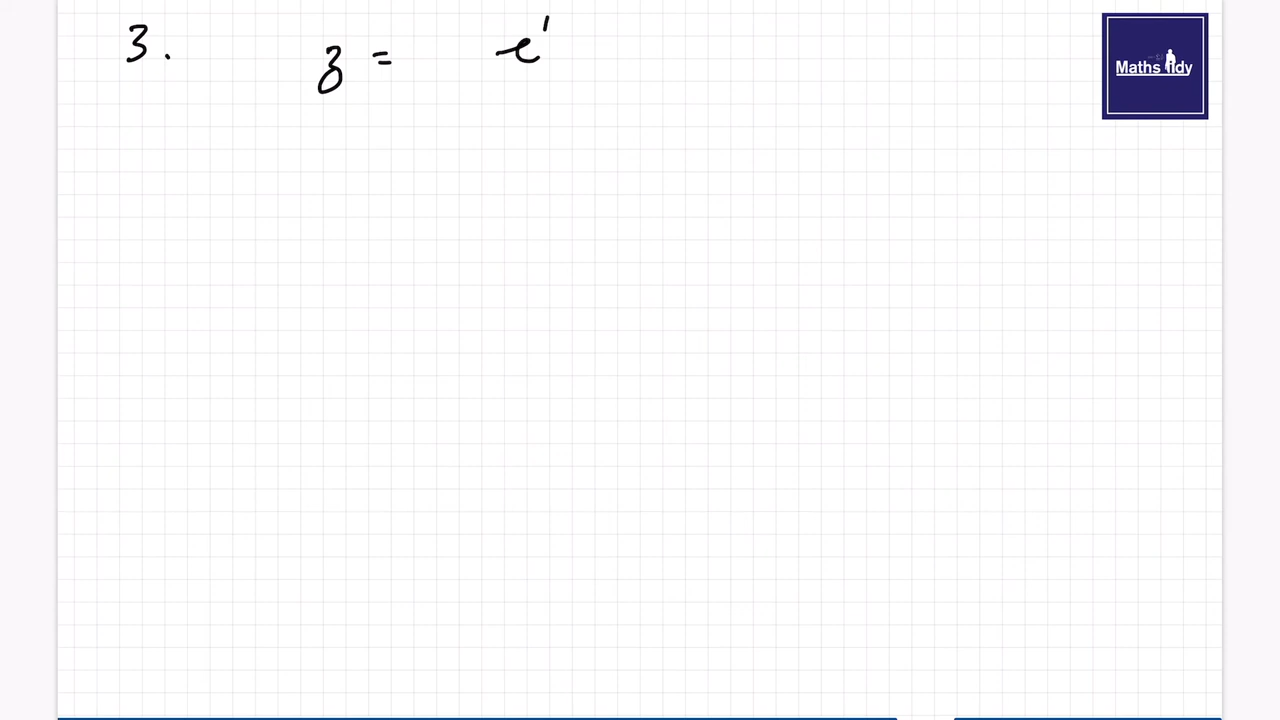 3. z = e'
Maths Tidy